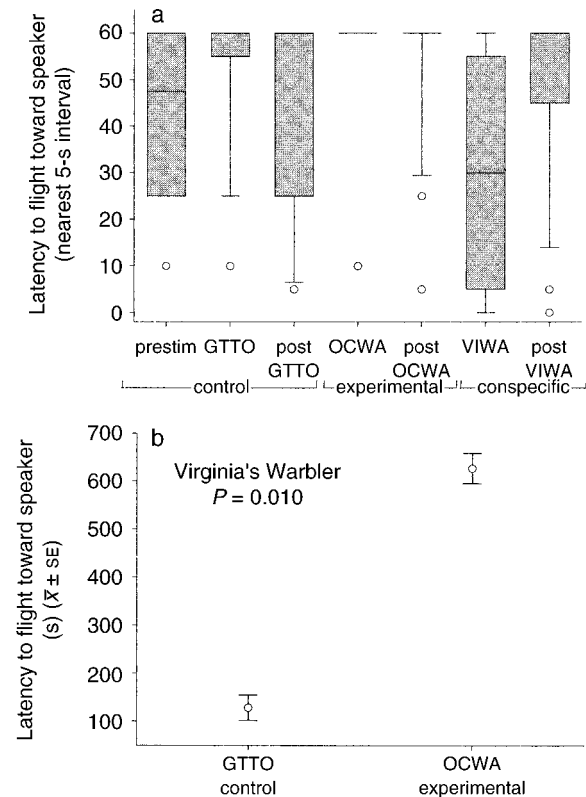 a
Latency to flight toward speaker
(nearest 5-s interval)
60
50
40
30
20
10
0
prestim GTTO post GTTO OCWA post OCWA VIWA post VIWA
control experimental conspecific
b
Latency to flight toward speaker
(s) (x̅ ± SE)
700
600
500
400
300
200
100
Virginia's Warbler
P = 0.010
GTTO OCWA
control experimental